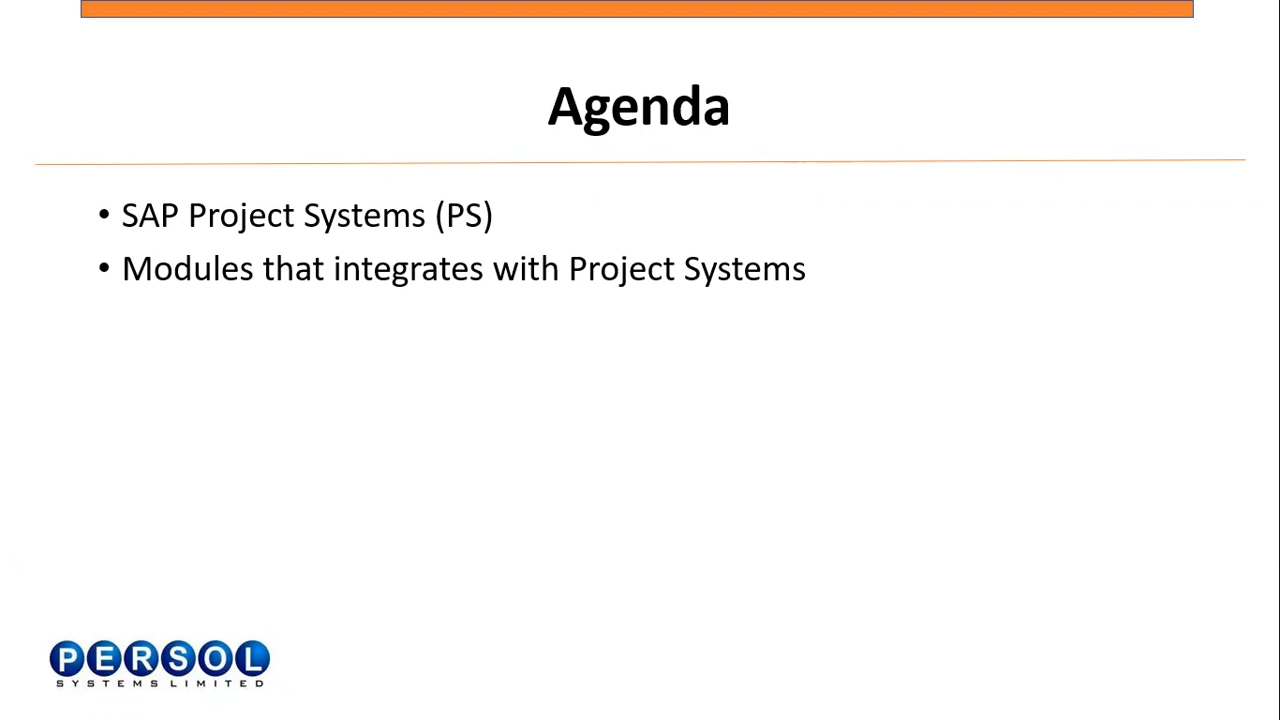 Agenda
• SAP Project Systems (PS)
• Modules that integrates with Project Systems
PERSOL
SYSTEMS LIMITED